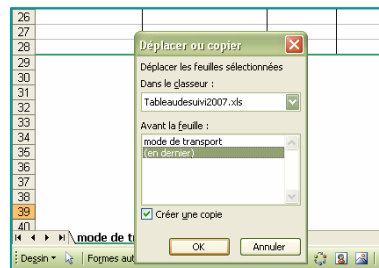 26
27
28
29
30
31
32
33
34
35
36
37
38
39
40
Déplacer ou copier
Déplacer les feuilles sélectionnées
Dans le classeur :
Tableaudesuivi2007.xls
Avant la feuille :
mode de transport
(en dernier)
Créer une copie
OK
Annuler
mode de t
Dessin
Formes aut